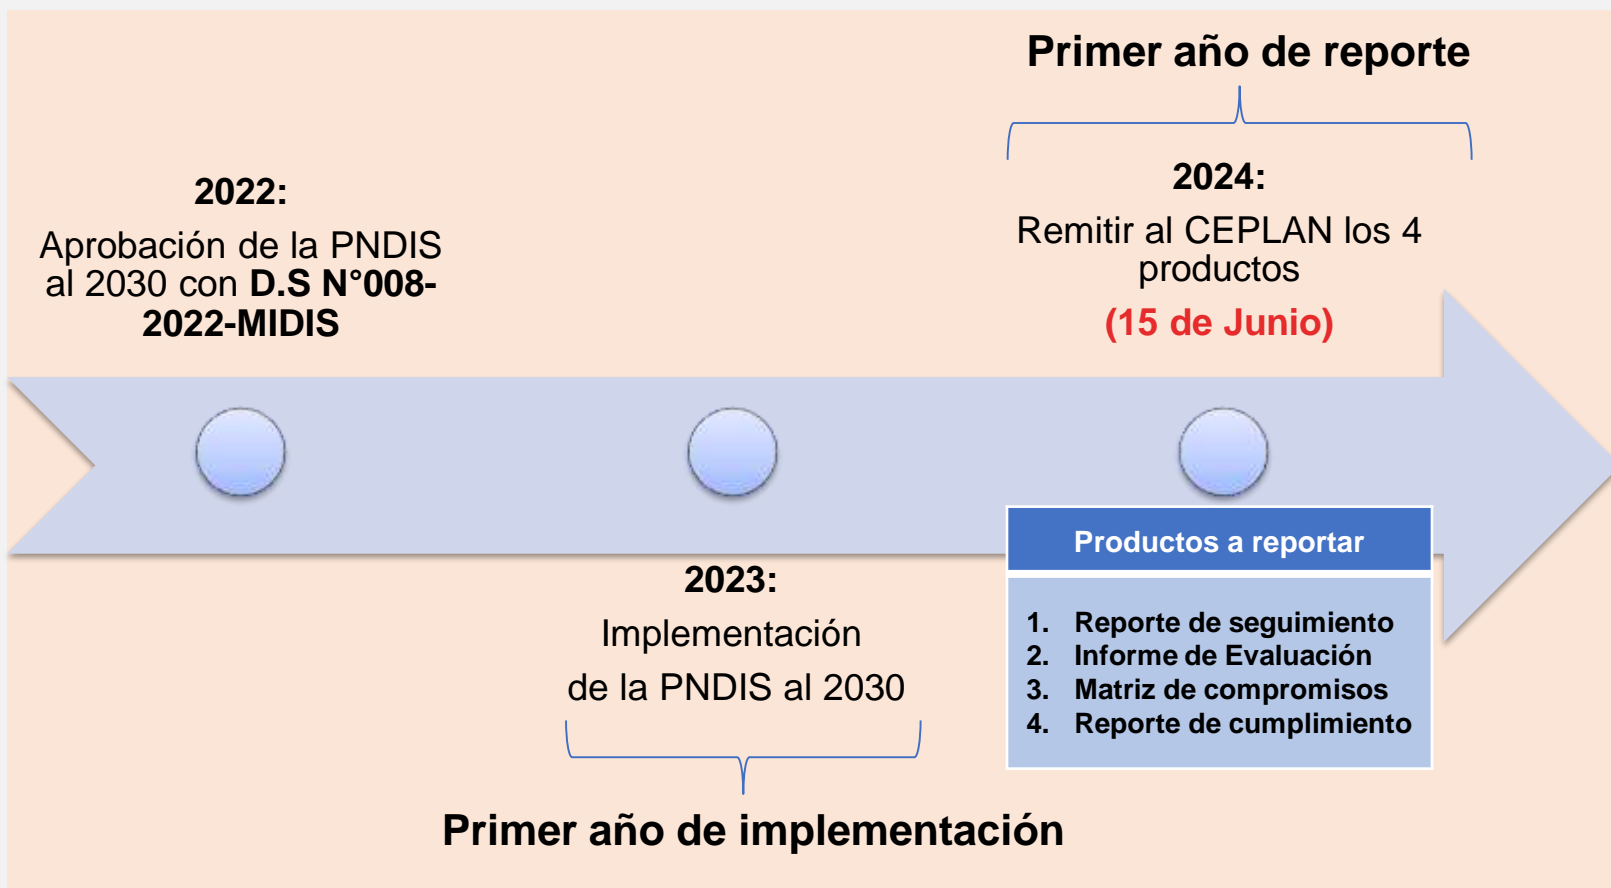 Primer año de reporte
2022:
Aprobación de la PNDIS
al 2030 con D.S N°008-
2022-MIDIS
2024:
Remitir al CEPLAN los 4
productos
(15 de Junio)
2023:
Implementación
de la PNDIS al 2030
Primer año de implementación
Productos a reportar
1. Reporte de seguimiento
2. Informe de Evaluación
3. Matriz de compromisos
4. Reporte de cumplimiento